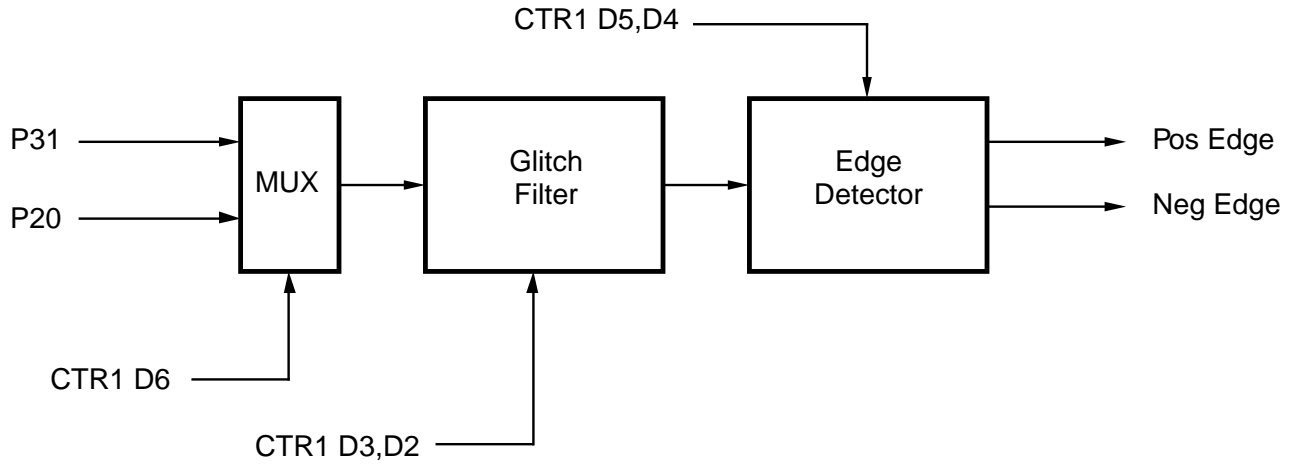 CTR1 D5,D4
P31
P20
MUX
Glitch
Filter
Edge
Detector
Pos Edge
Neg Edge
CTR1 D6
CTR1 D3,D2